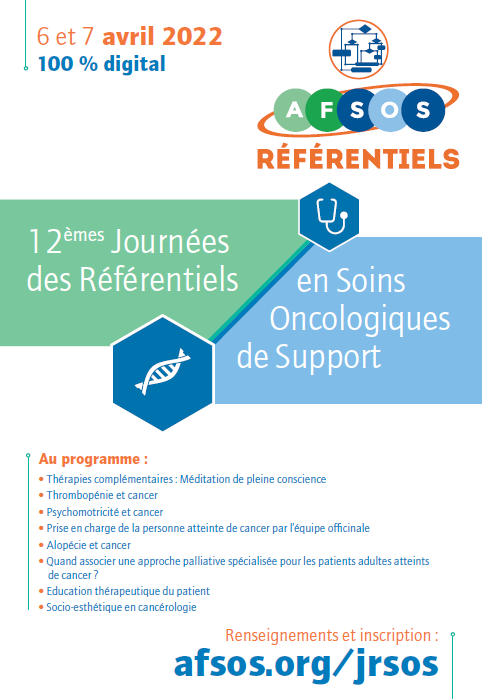 6 et 7 avril 2022
100 % digital
AFSOS
RÉFÉRENTIELS
12èmes Journées
des Référentiels
en Soins
Oncologiques
de Support
Au programme :
• Thérapies complémentaires : Méditation de pleine conscience
• Thrombopénie et cancer
• Psychomotricité et cancer
• Prise en charge de la personne atteinte de cancer par l'équipe officinale
• Alopécie et cancer
• Quand associer une approche palliative spécialisée pour les patients adultes atteints
de cancer ?
• Education thérapeutique du patient
• Socio-esthétique en cancérologie
Renseignements et inscription :
afsos.org/jrsos